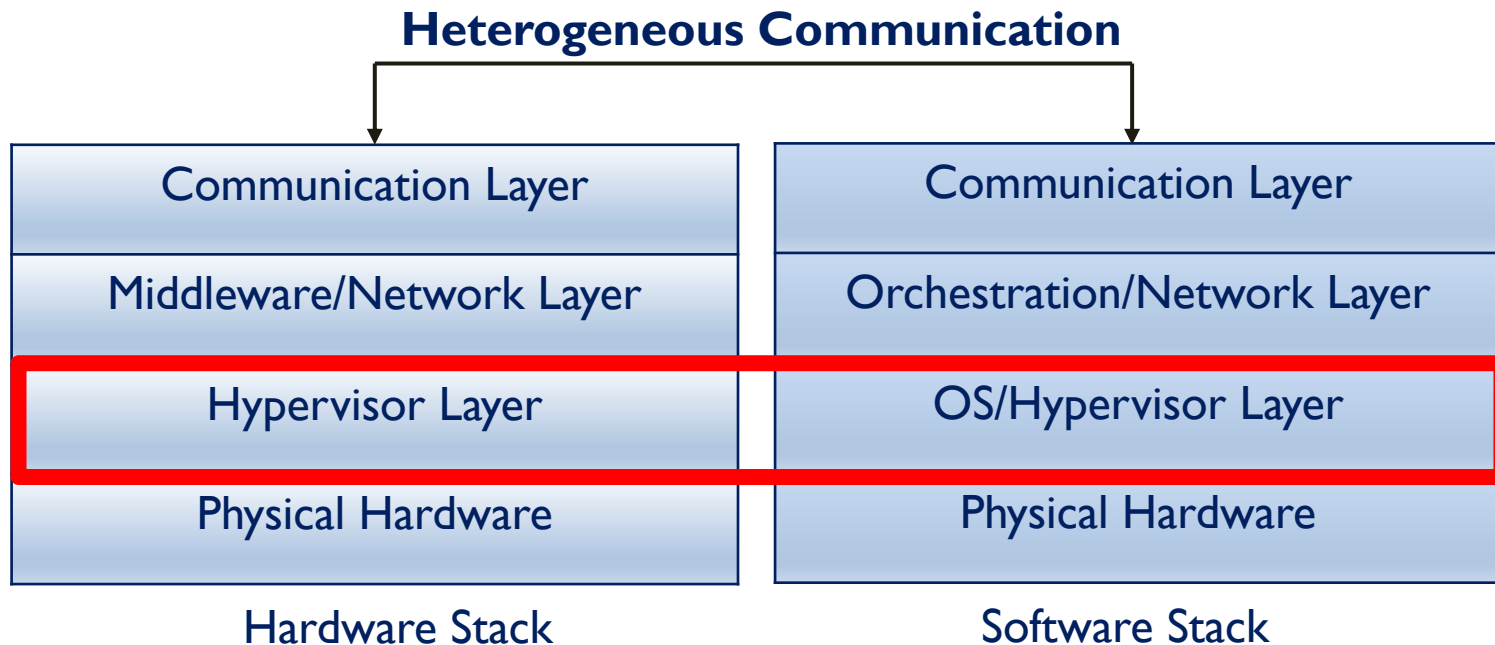 Heterogeneous Communication
Communication Layer
Middleware/Network Layer
Hypervisor Layer
Physical Hardware
Hardware Stack
Communication Layer
Orchestration/Network Layer
OS/Hypervisor Layer
Physical Hardware
Software Stack